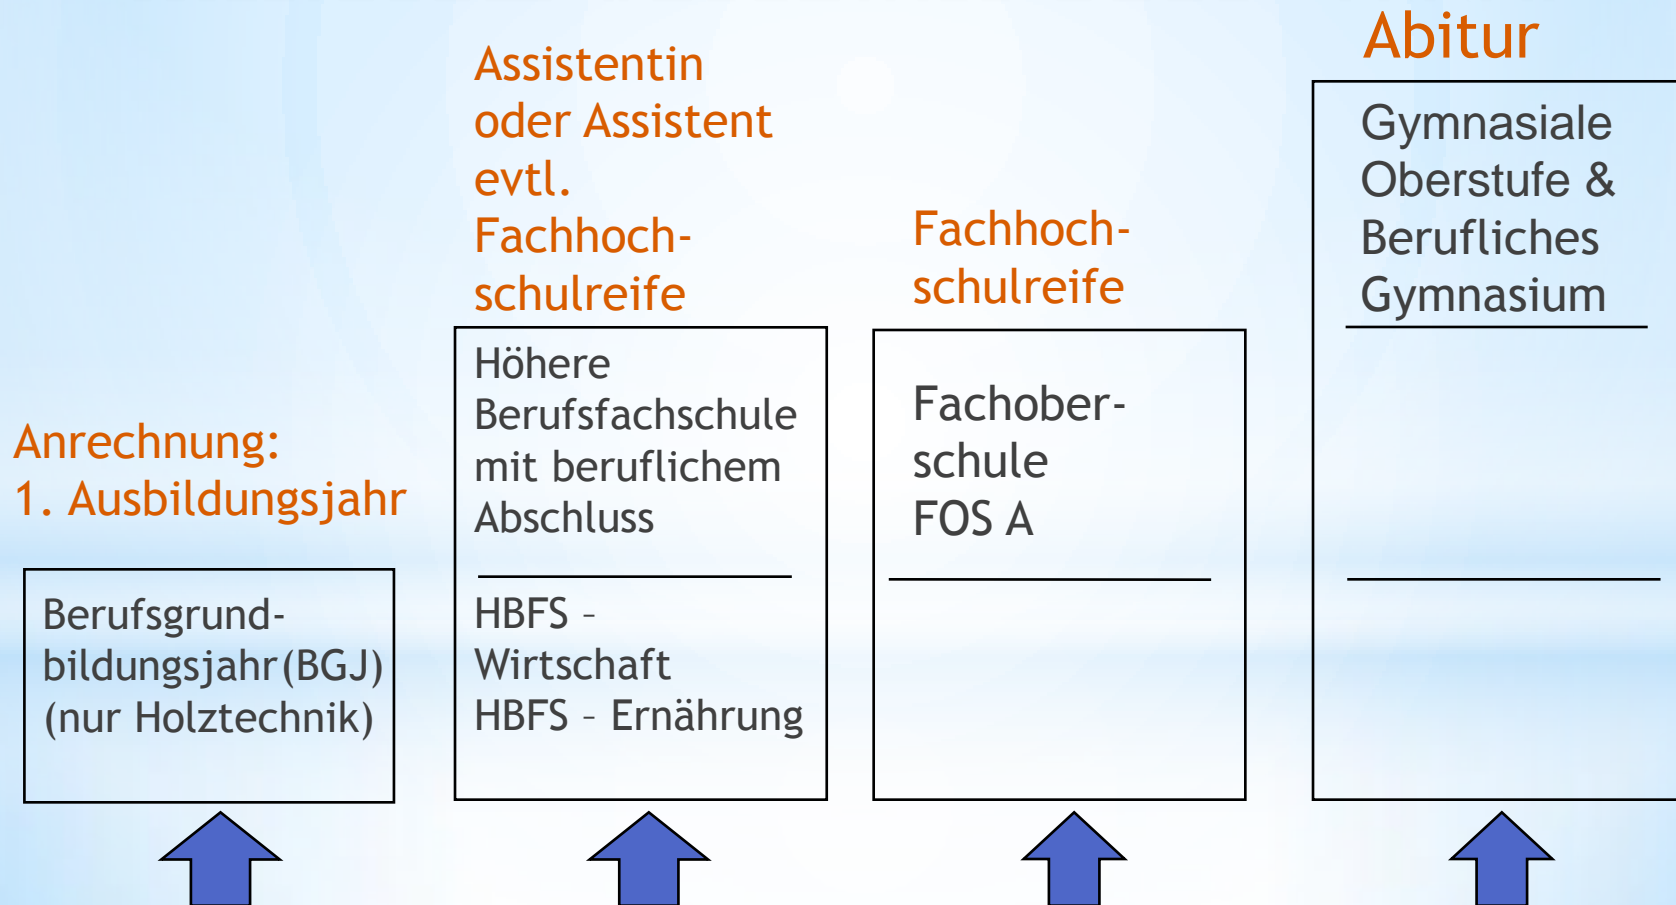 Anrechnung:
1. Ausbildungsjahr
Berufsgrund-
bildungsjahr(BGJ)
(nur Holztechnik)
Assistentin
oder Assistent
evtl.
Fachhoch-
schulreife
Höhere
Berufsfachschule
mit beruflichem
Abschluss
HBFS –
Wirtschaft
HBFS – Ernährung
Fachhoch-
schulreife
Fachober-
schule
FOS A
Abitur
Gymnasiale
Oberstufe &
Berufliches
Gymnasium